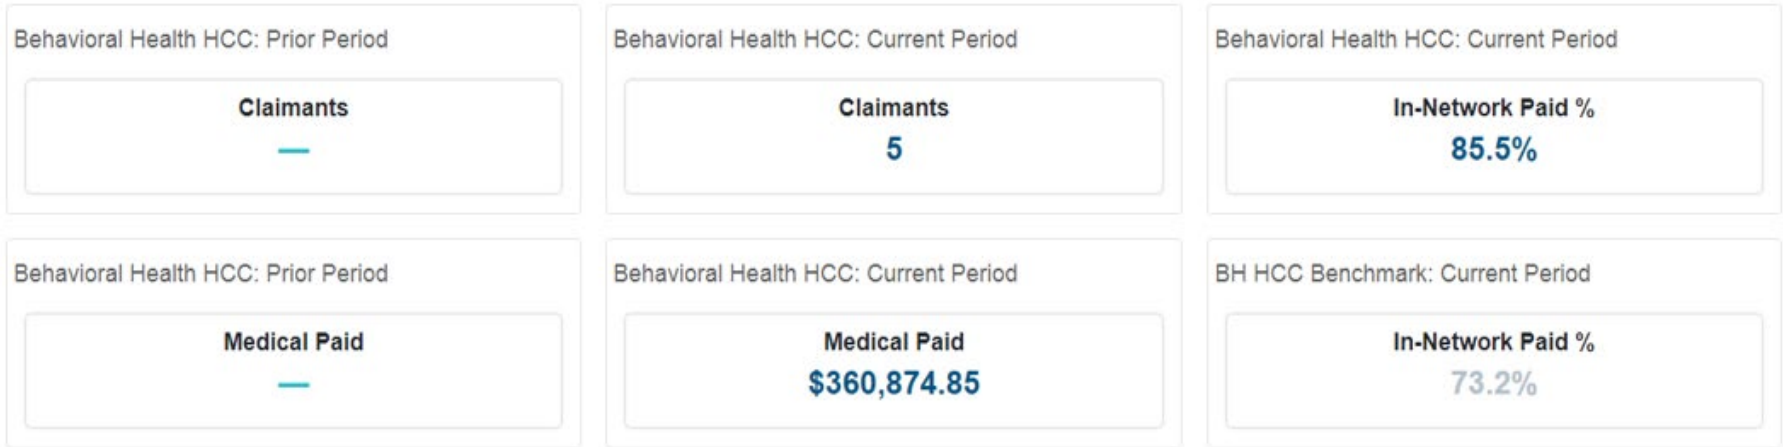 Behavioral Health HCC: Prior Period
Claimants
—
Behavioral Health HCC: Current Period
Claimants
5
Behavioral Health HCC: Current Period
In-Network Paid %
85.5%
Behavioral Health HCC: Prior Period
Medical Paid
—
Behavioral Health HCC: Current Period
Medical Paid
$360,874.85
BH HCC Benchmark: Current Period
In-Network Paid %
73.2%